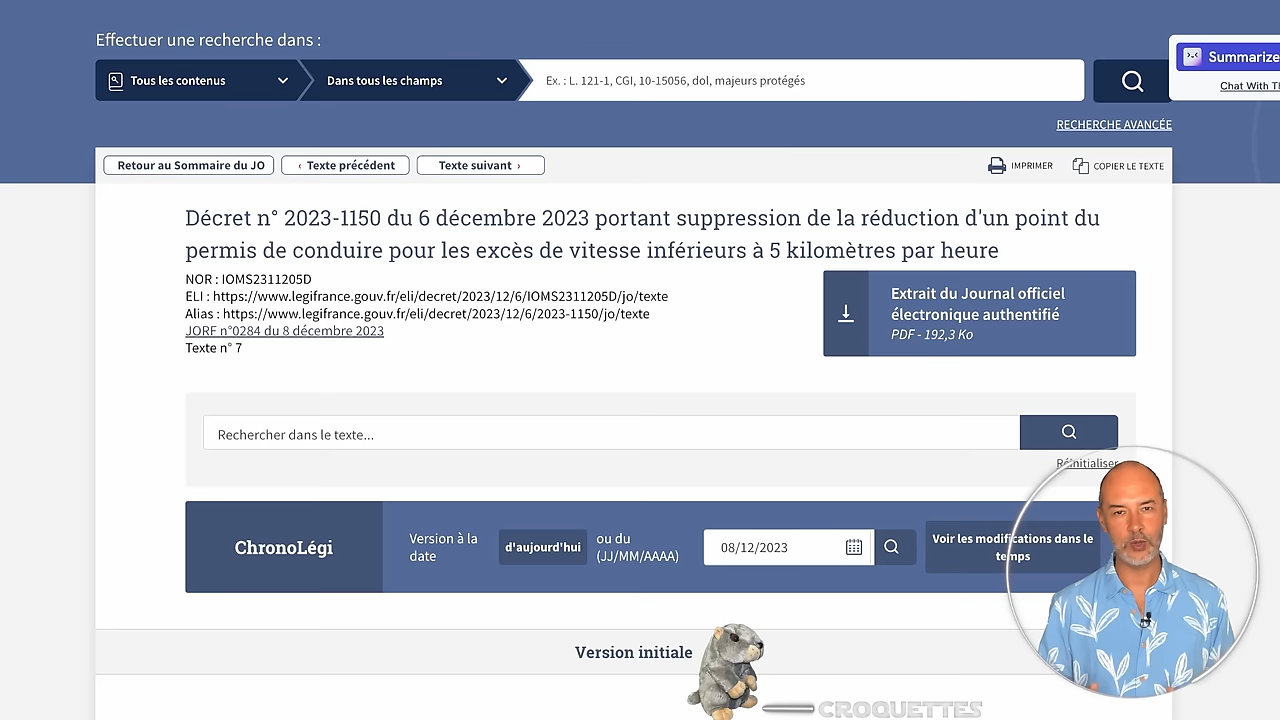 Effectuer une recherche dans :
Tous les contenus
Dans tous les champs
Ex. : L. 121-1, CGI, 10-15056, dol, majeurs protégés
Summarize
Chat With
RECHERCHE AVANCÉE
Retour au Sommaire du JO
‹ Texte précédent
Texte suivant ›
IMPRIMER
COPIER LE TEXTE
Décret n° 2023-1150 du 6 décembre 2023 portant suppression de la réduction d'un point du
permis de conduire pour les excès de vitesse inférieurs à 5 kilomètres par heure
NOR : IOMS2311205D
ELI : https://www.legifrance.gouv.fr/eli/decret/2023/12/6/IOMS2311205D/jo/texte
Alias : https://www.legifrance.gouv.fr/eli/decret/2023/12/6/2023-1150/jo/texte
JORF n°0284 du 8 décembre 2023
Texte n° 7
Extrait du Journal officiel
électronique authentifié
PDF - 192,3 Ko
Rechercher dans le texte...
Réinitialiser
ChronoLégi
Version à la
date
d'aujourd'hui
ou du
(JJ/MM/AAAA)
08/12/2023
Voir les modifications dans le
temps
Version initiale
CROQUETTES